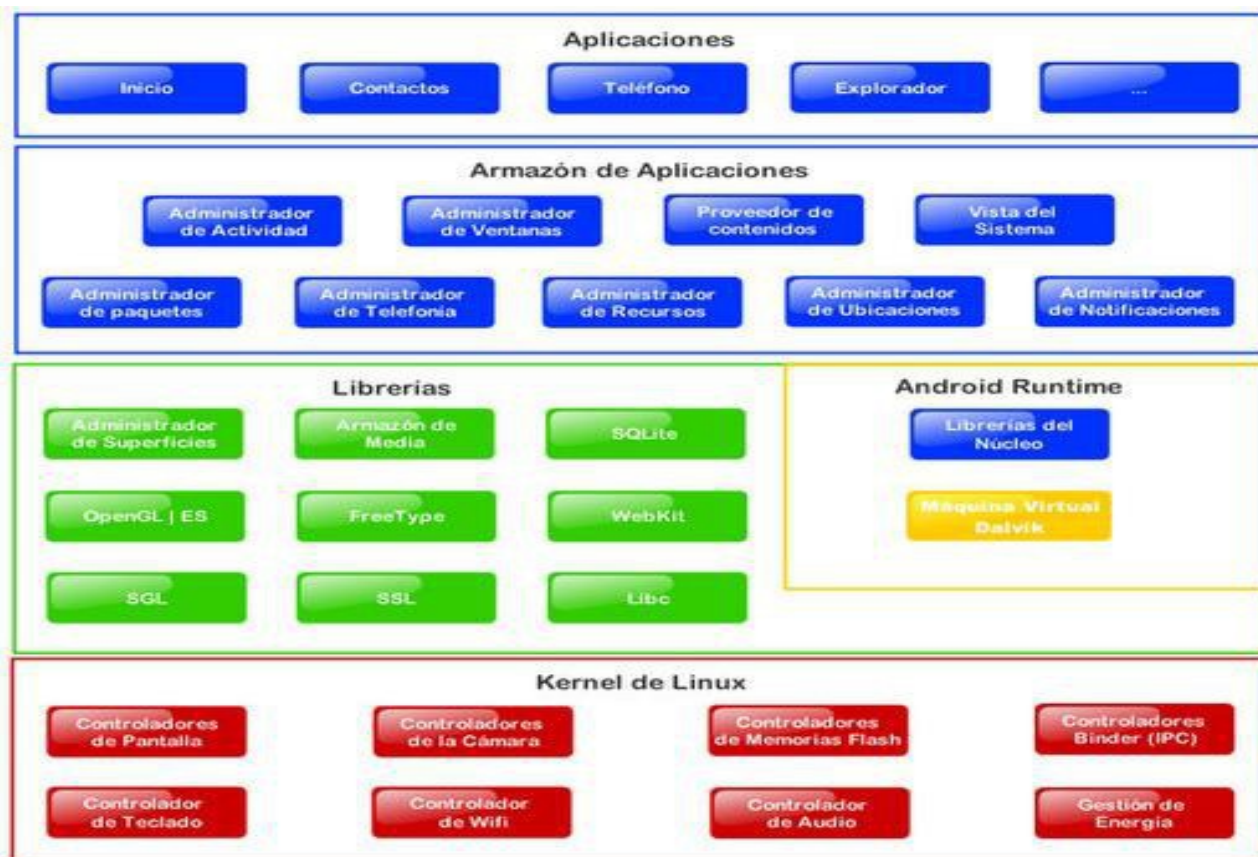 Aplicaciones
Inicio
Contactos
Teléfono
Explorador
...
Armazón de Aplicaciones
Administrador
de Actividad
Administrador
de Ventanas
Proveedor de
contenidos
Vista del
Sistema
Administrador
de paquetes
Administrador
de Telefonía
Administrador
de Recursos
Administrador
de Ubicaciones
Administrador
de Notificaciones
Librerías
Administrador
de Superficies
Armazón de
Media
SQLite
OpenGL | ES
FreeType
WebKit
SGL
SSL
Libc
Android Runtime
Librerías del
Núcleo
Máquina Virtual
Dalvik
Kernel de Linux
Controladores
de Pantalla
Controladores
de la Cámara
Controladores
de Memorias Flash
Controladores
Binder (IPC)
Controlador
de Teclado
Controlador
de Wifi
Controlador
de Audio
Gestión de
Energía